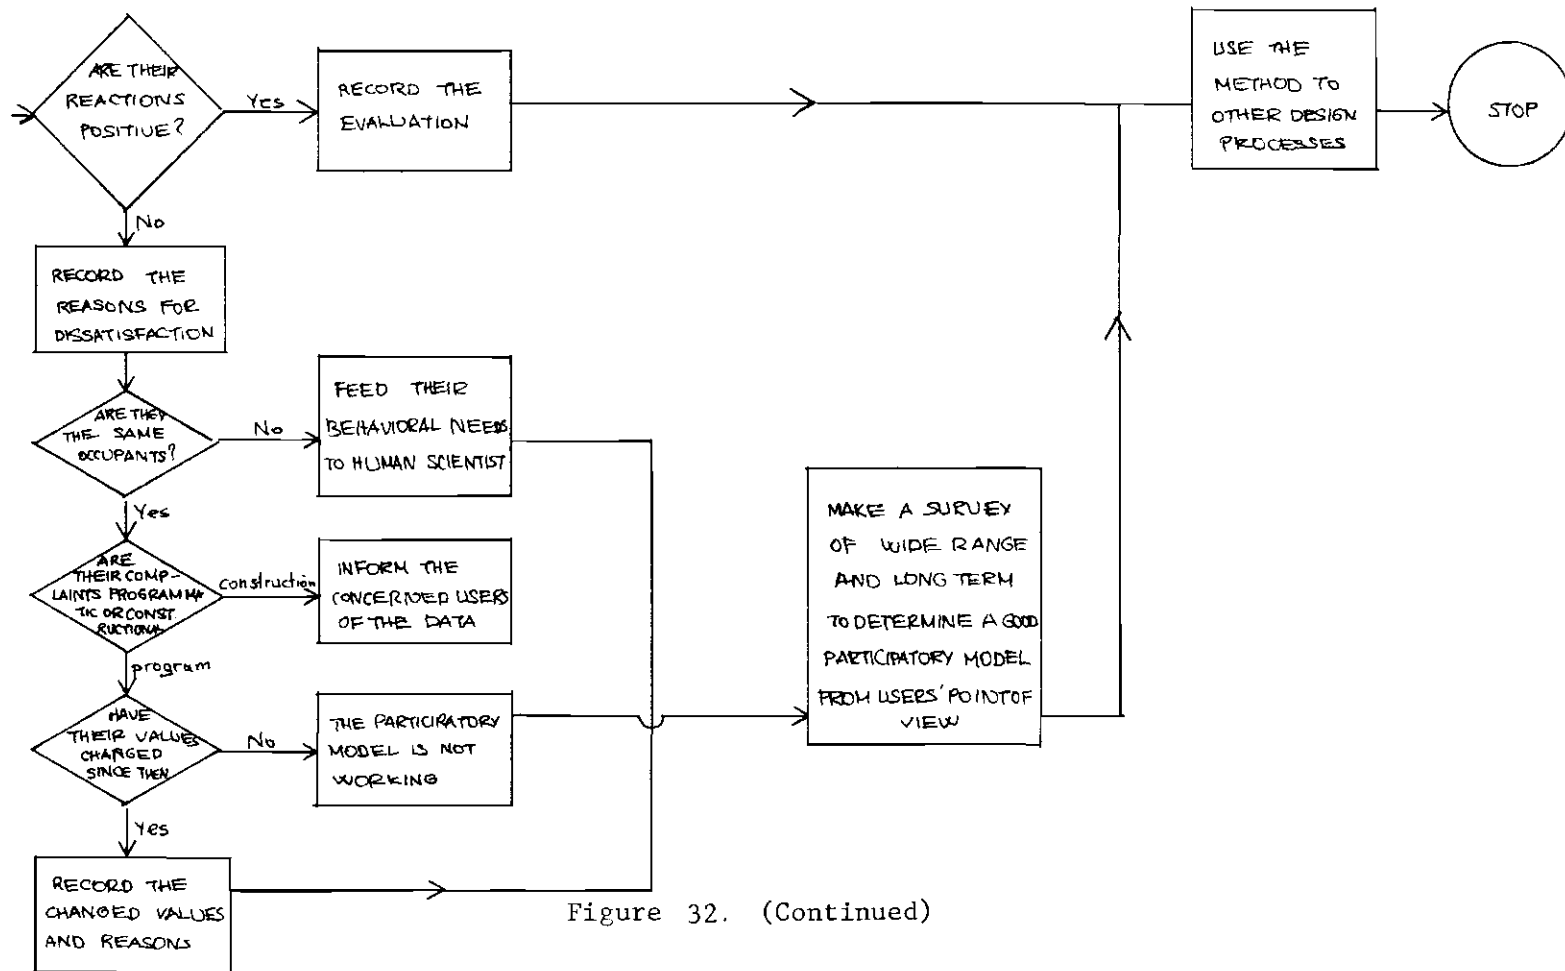 ARE THEIR
REACTIONS
POSITIVE?
Yes
RECORD THE
EVALUATION
USE THE
METHOD TO
OTHER DESIGN
PROCESSES
STOP
No
RECORD THE
REASONS FOR
DISSATISFACTION
ARE THEY
THE SAME
OCCUPANTS?
No
FEED THEIR
BEHAVIORAL NEEDS
TO HUMAN SCIENTIST
Yes
ARE
THEIR COMP-
LAINTS PROGRAMMA
TIC OR CONST
RUCTIONAL
construction
INFORM THE
CONCERNED USERS
OF THE DATA
MAKE A SURVEY
OF WIDE RANGE
AND LONG TERM
TO DETERMINE A GOOD
PARTICIPATORY MODEL
FROM USERS' POINT OF
VIEW
program
HAVE
THEIR VALUES
CHANGED
SINCE THEN
No
THE PARTICIPATORY
MODEL IS NOT
WORKING
Yes
RECORD THE
CHANGED VALUES
AND REASONS
Figure 32. (Continued)